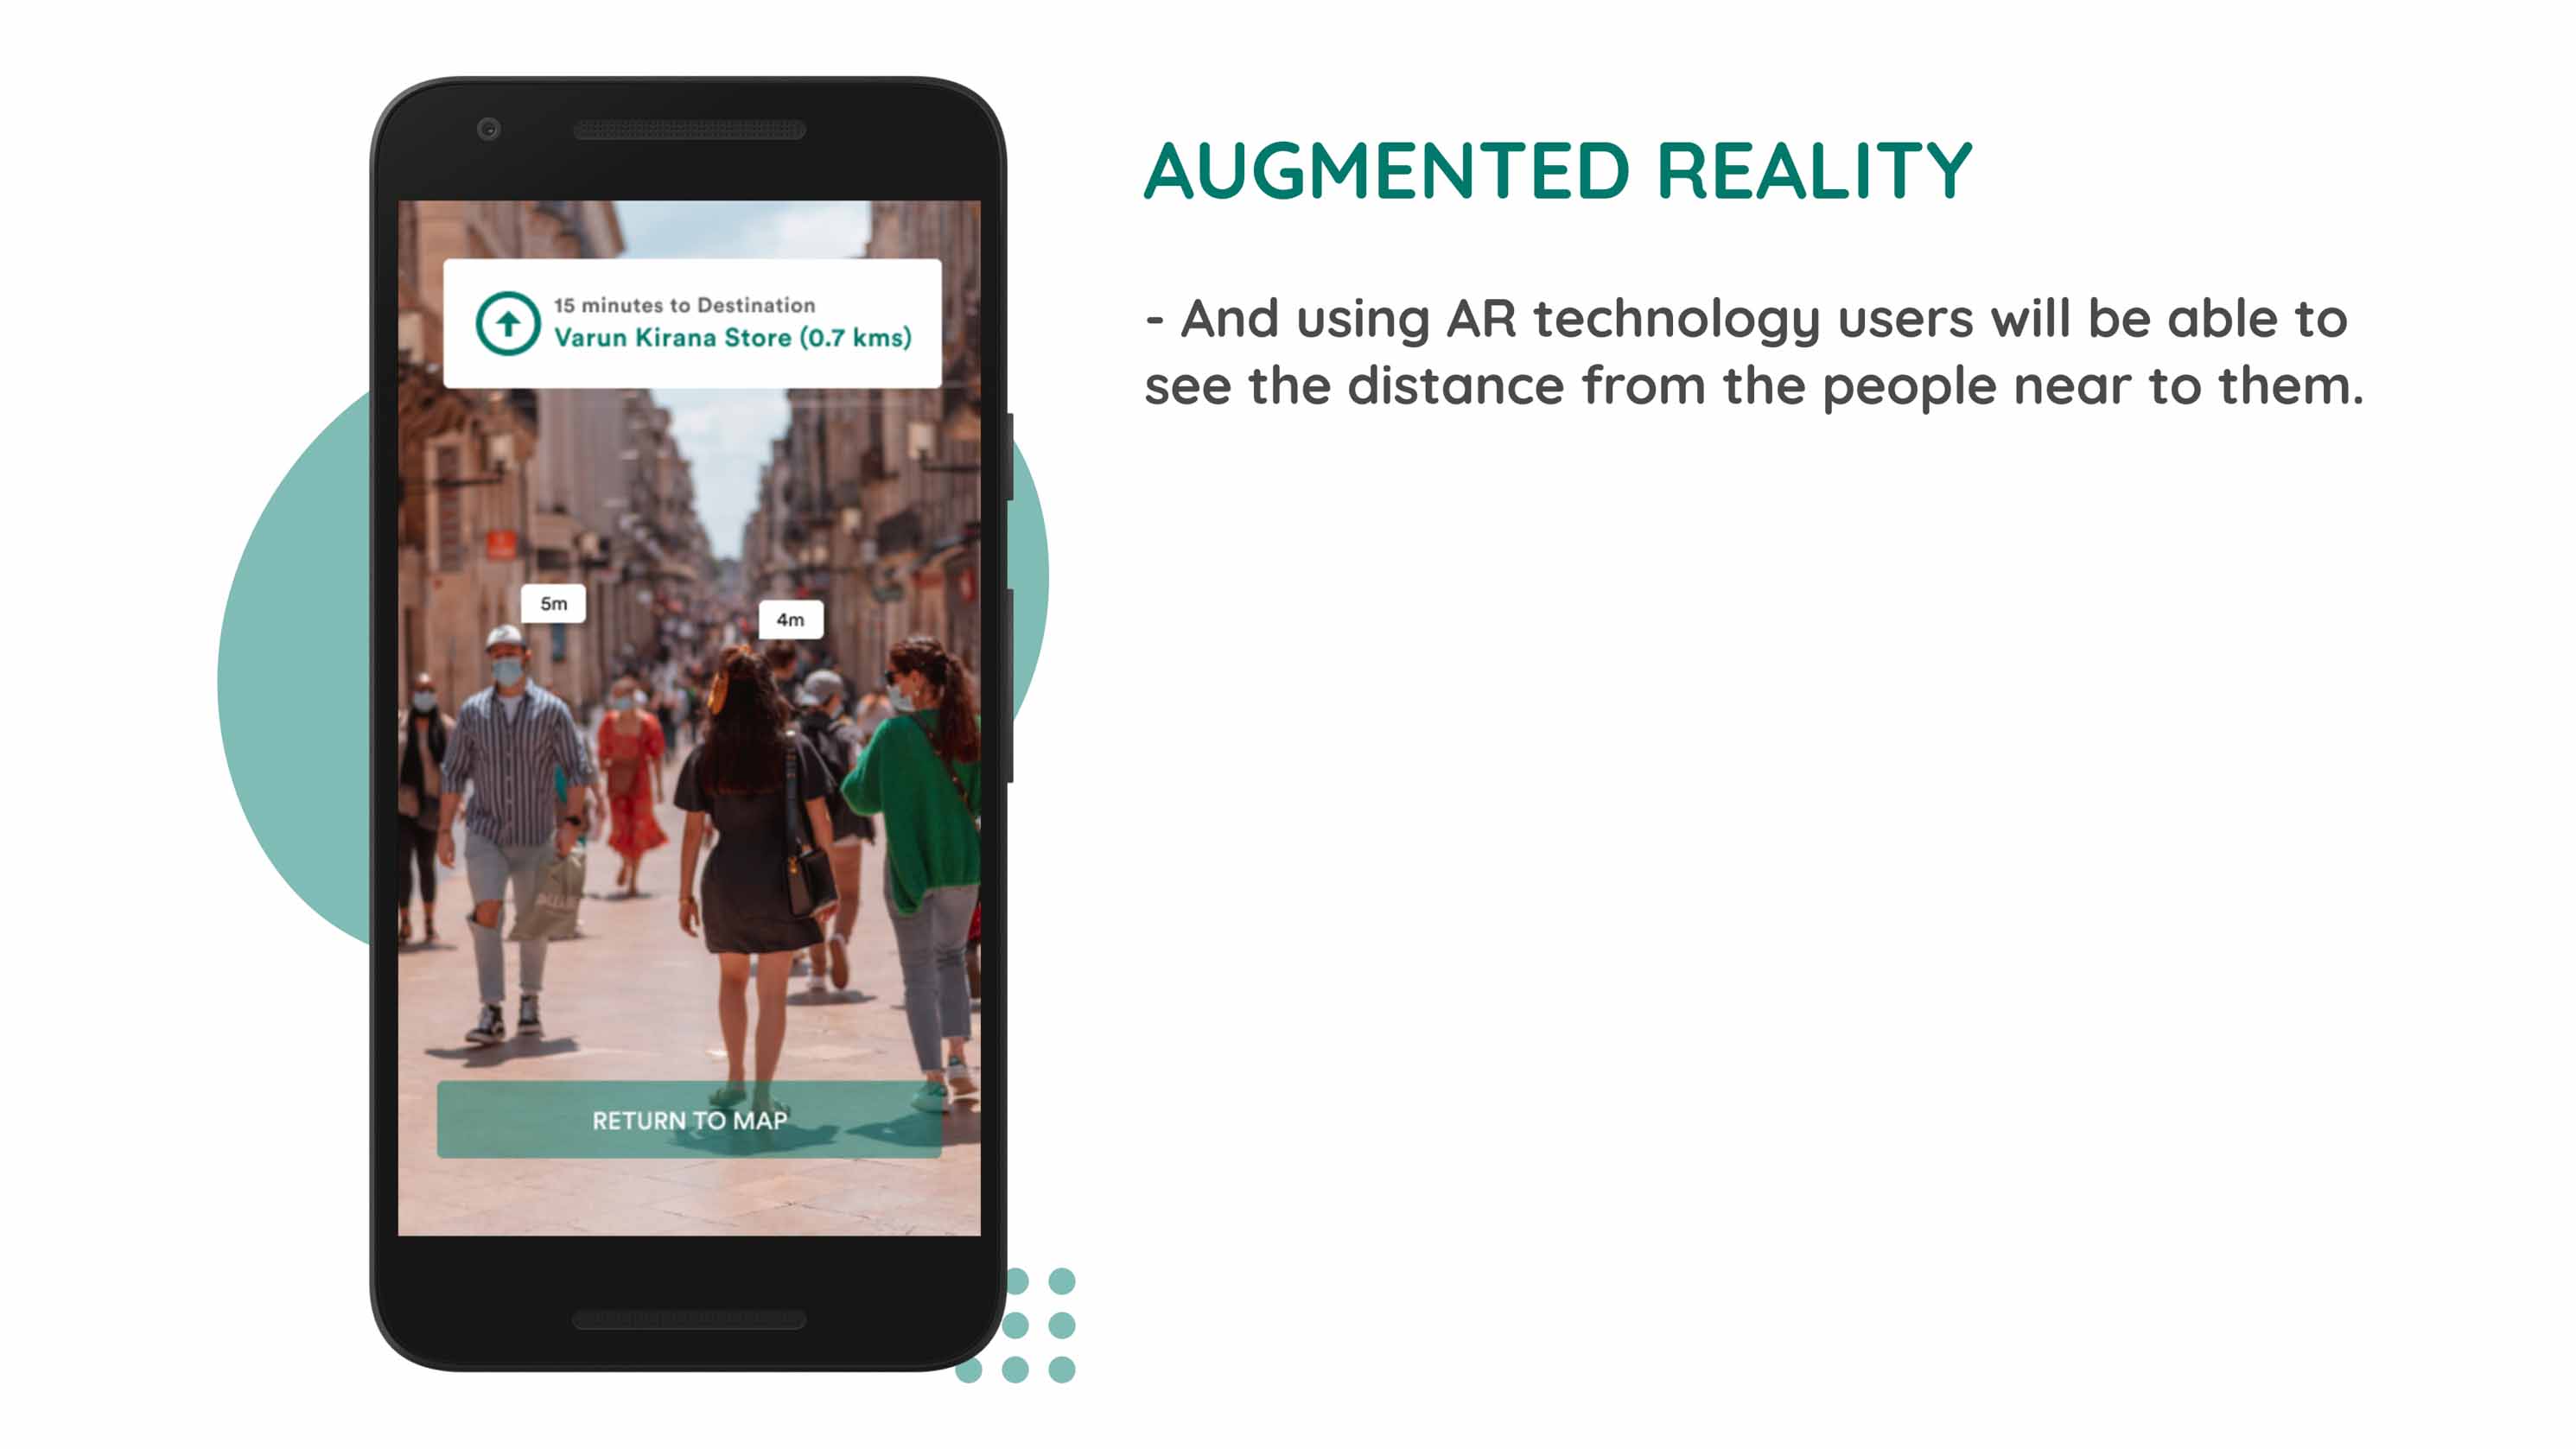 AUGMENTED REALITY
- And using AR technology users will be able to
see the distance from the people near to them.
15 minutes to Destination
Varun Kirana Store (0.7 kms)
5m
4m
RETURN TO MAP